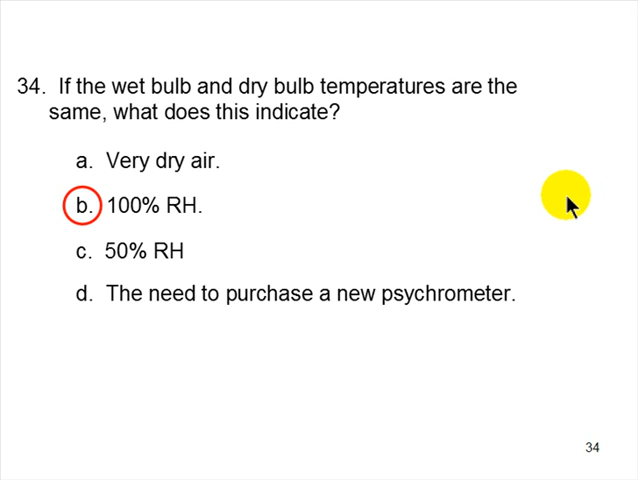 34. If the wet bulb and dry bulb temperatures are the
same, what does this indicate?
a. Very dry air.
b. 100% RH.
c. 50% RH
d. The need to purchase a new psychrometer.
34